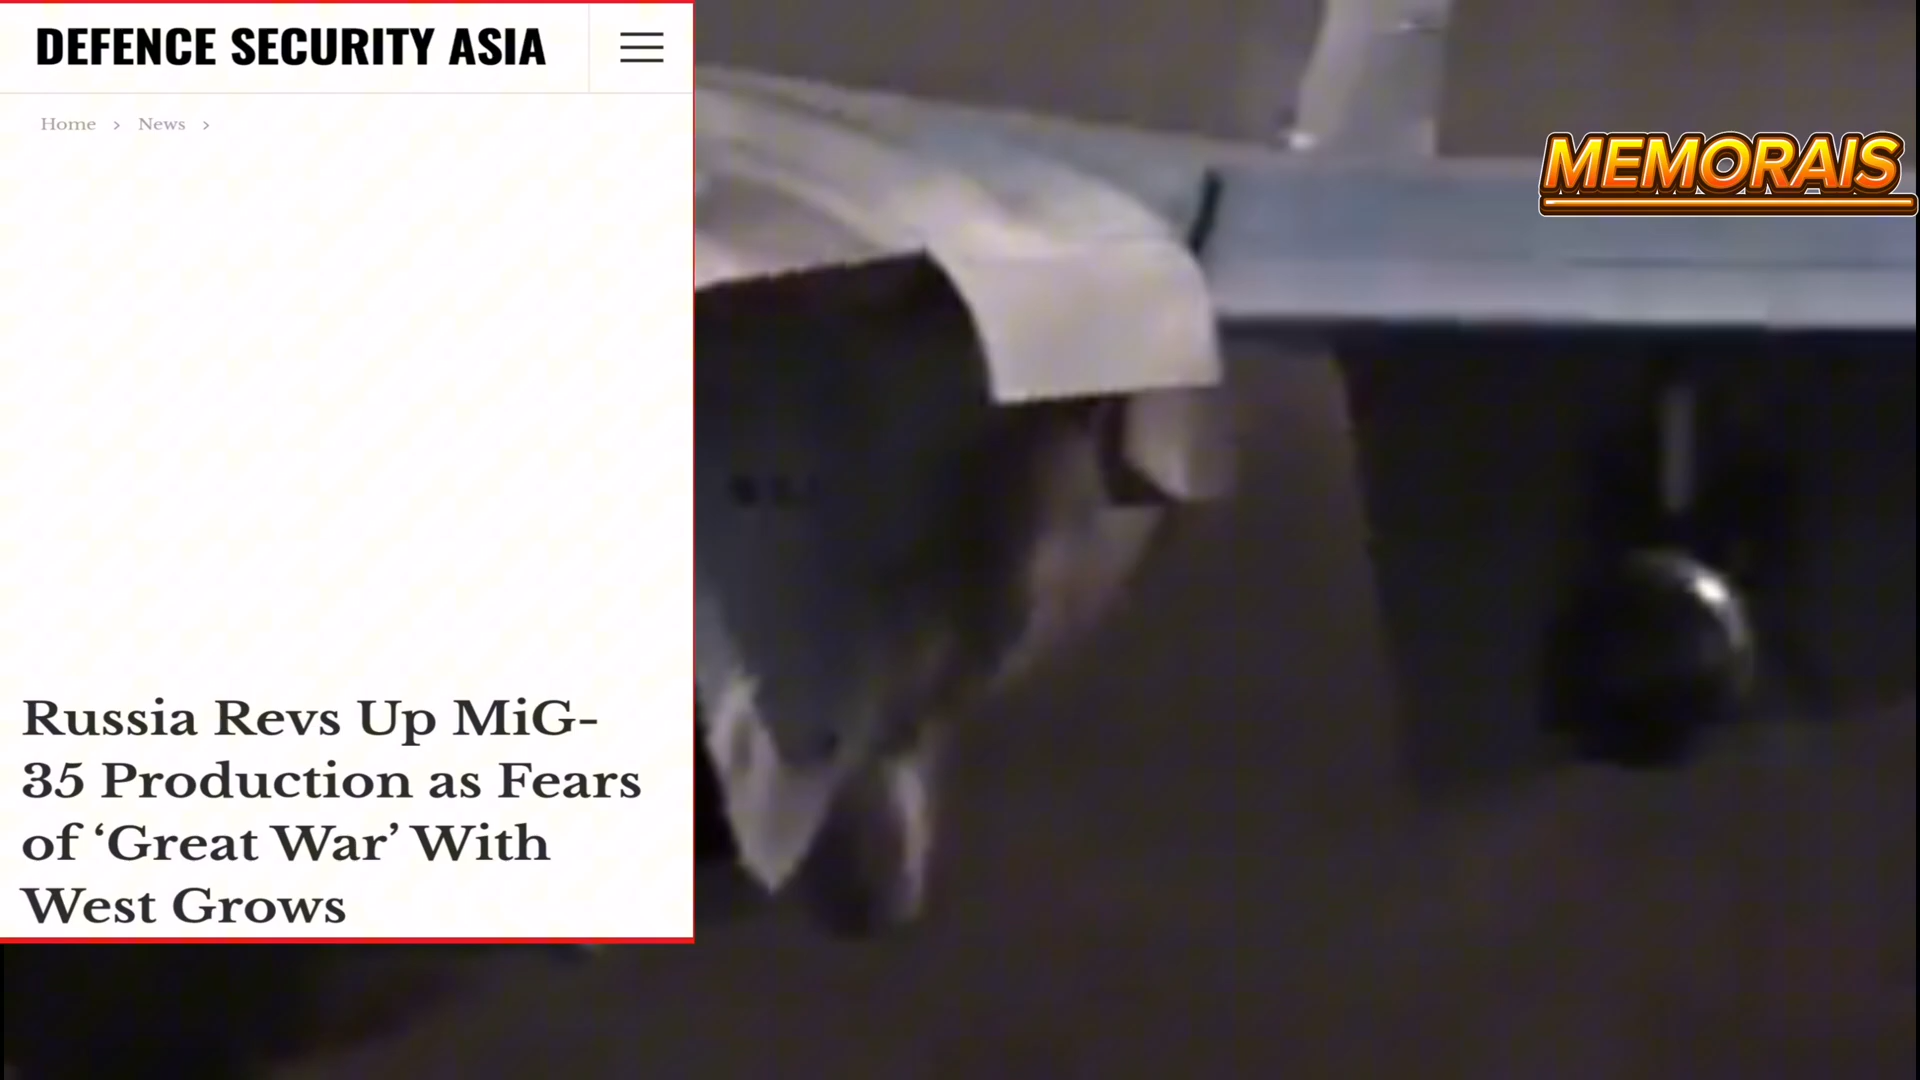 DEFENCE SECURITY ASIA
Home > News >
MEMORAIS
Russia Revs Up MiG-
35 Production as Fears
of ‘Great War’ With
West Grows